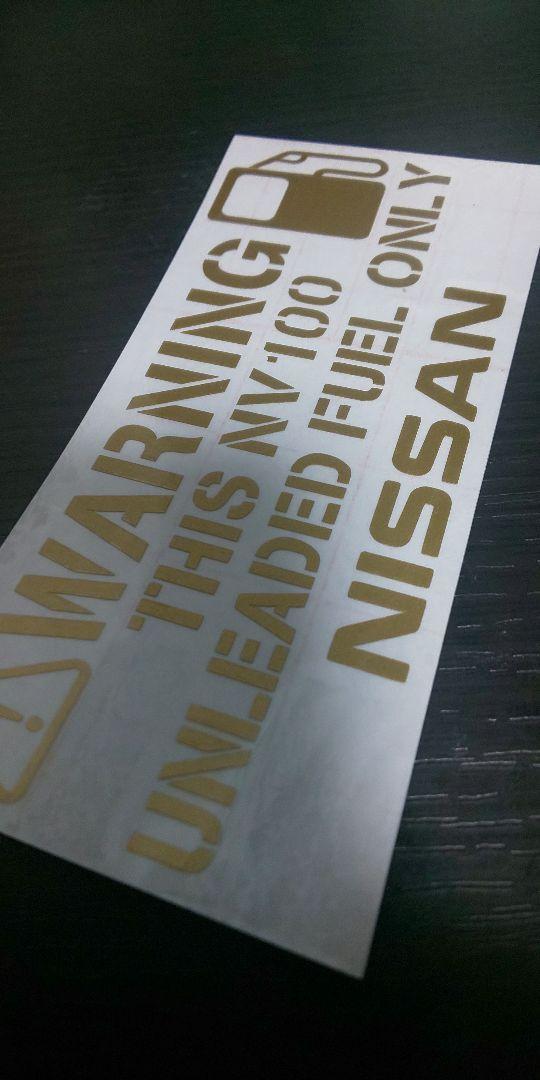 WARNING
THIS NV100
UNLEADED FUEL ONLY
NISSAN